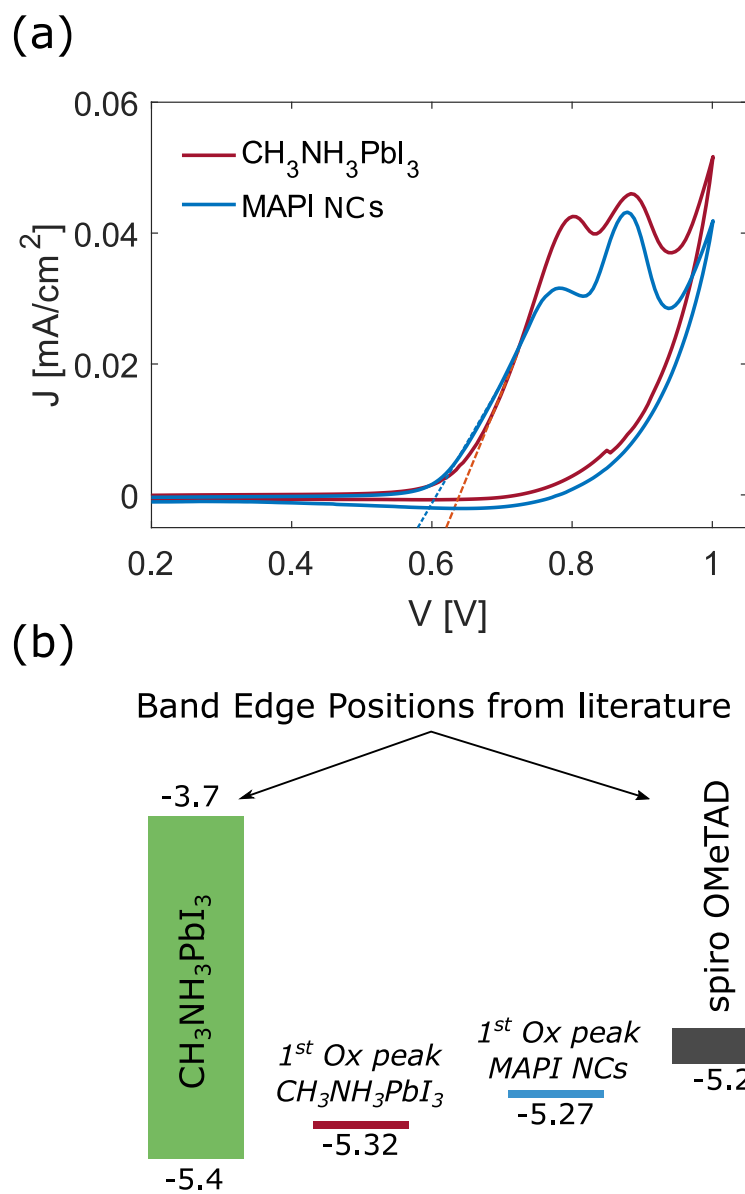 (a)
0.06
0.04
0.02
0
J [mA/cm²]
CH₃NH₃PbI₃
MAPI NCs
0.2 0.4 0.6 0.8 1
V [V]
(b)
Band Edge Positions from literature
-3.7
CH₃NH₃PbI₃
-5.4
1ˢᵗ Ox peak
CH₃NH₃PbI₃
-5.32
1ˢᵗ Ox peak
MAPI NCs
-5.27
spiro OMeTAD
-5.2